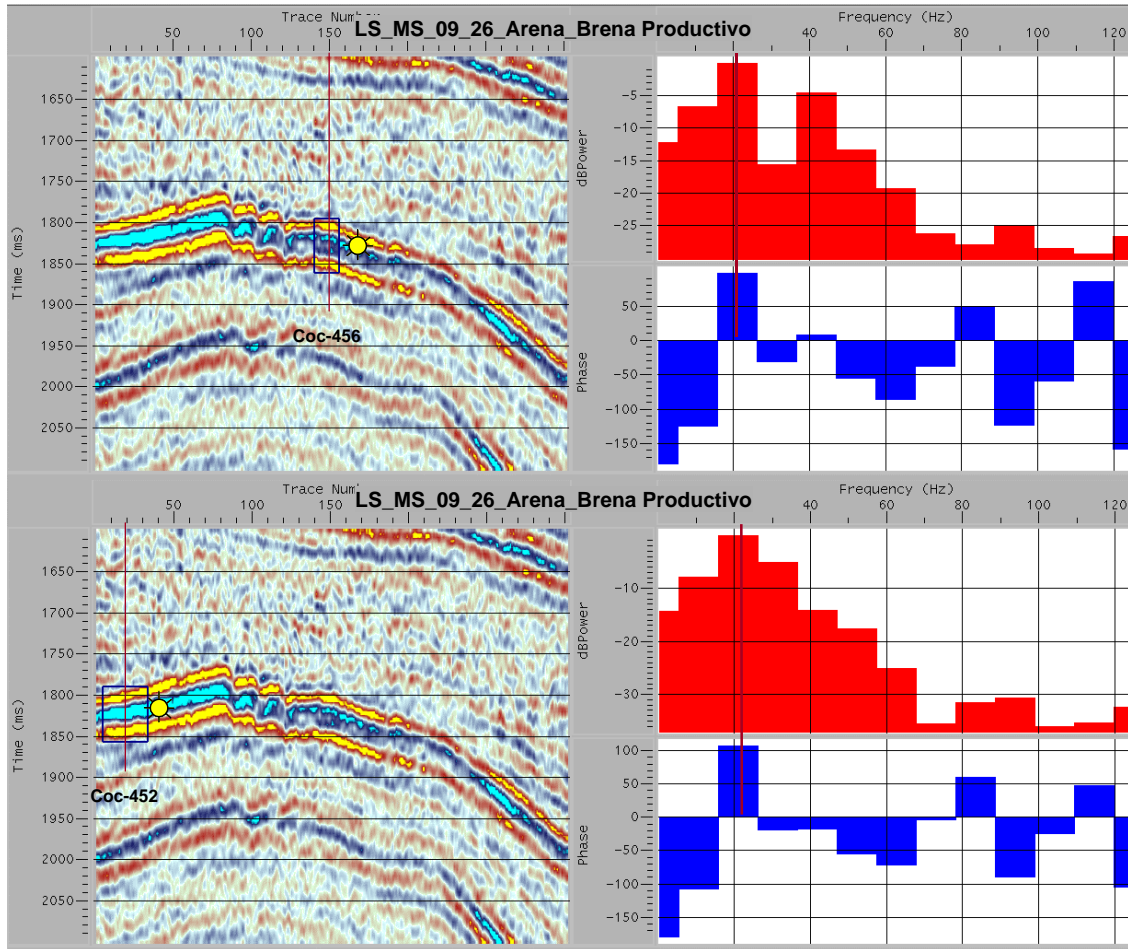 Trace Number
LS_MS_09_26_Arena_Brena Productivo
Frequency (Hz)
50 100 150
20 40 60 80 100 120
Time (ms)
1650
1700
1750
1800
1850
1900
1950
2000
2050
Coc-456
dBPower
-5
-10
-15
-20
-25
Phase
50
0
-50
-100
-150
Trace Num
LS_MS_09_26_Arena_Brena Productivo
Frequency (Hz)
50 100 150
20 40 60 80 100 120
Time (ms)
1650
1700
1750
1800
1850
1900
1950
2000
2050
Coc-452
dBPower
-10
-20
-30
Phase
100
50
0
-50
-100
-150